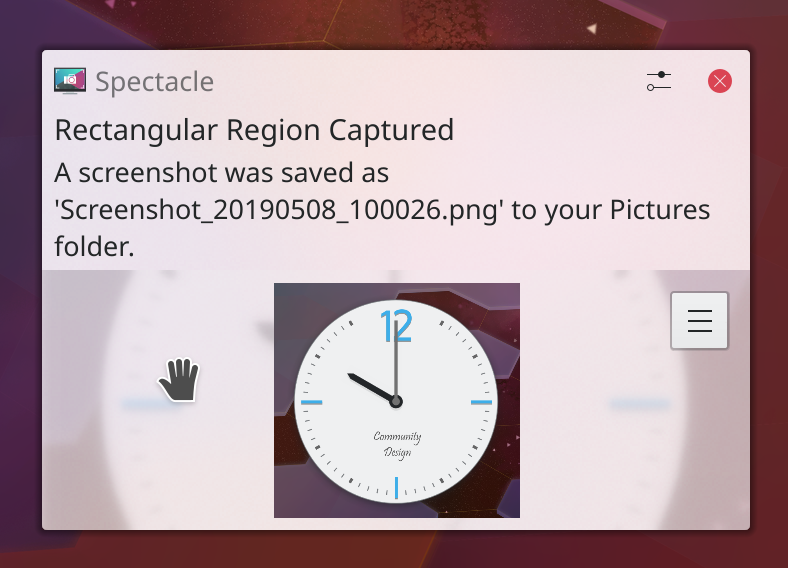 Spectacle
Rectangular Region Captured
A screenshot was saved as
'Screenshot_20190508_100026.png' to your Pictures
folder.
12
Community
Design